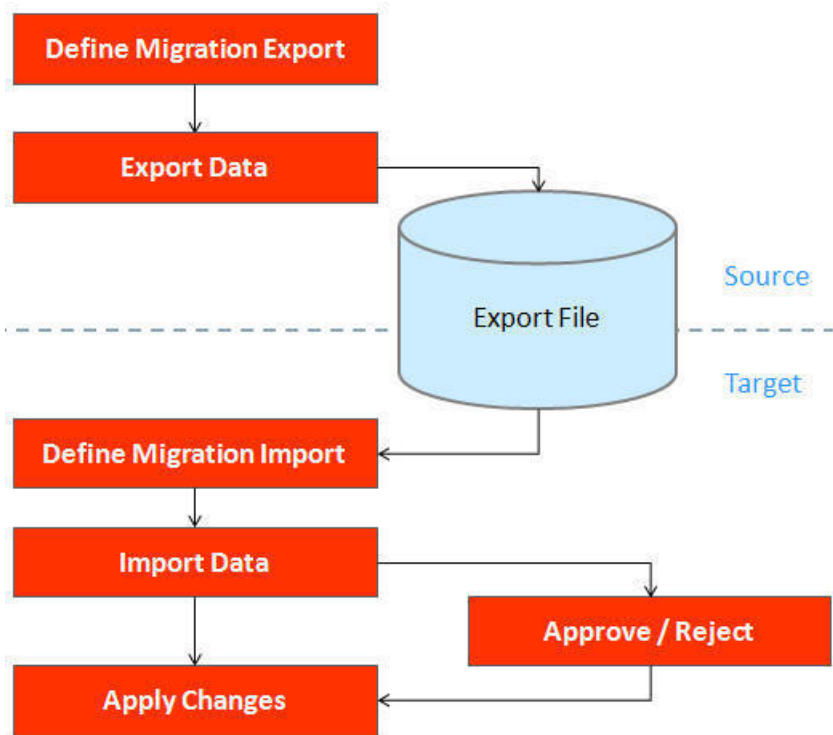 Define Migration Export
Export Data
Source
Export File
Target
Define Migration Import
Import Data
Approve / Reject
Apply Changes